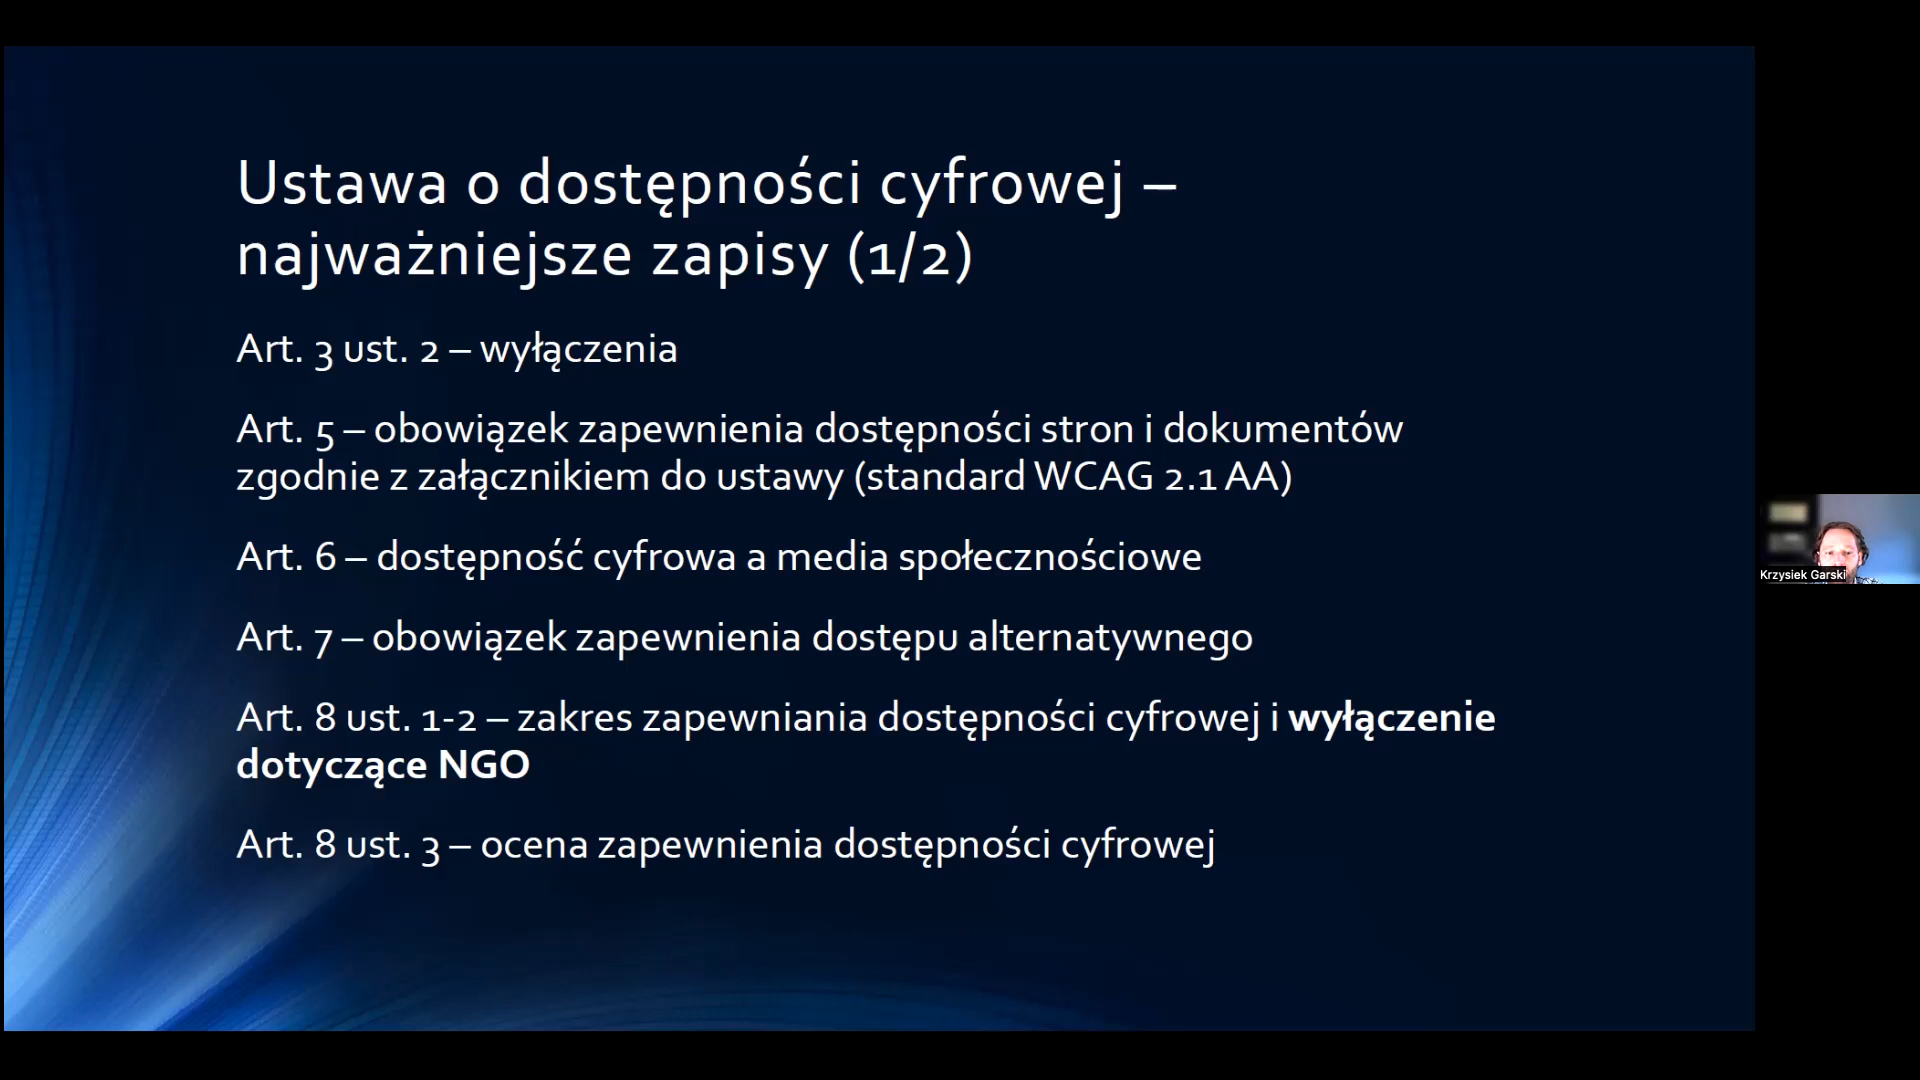 Ustawa o dostępności cyfrowej –
najważniejsze zapisy (1/2)
Art. 3 ust. 2 – wyłączenia
Art. 5 – obowiązek zapewnienia dostępności stron i dokumentów
zgodnie z załącznikiem do ustawy (standard WCAG 2.1 AA)
Art. 6 – dostępność cyfrowa a media społecznościowe
Art. 7 – obowiązek zapewnienia dostępu alternatywnego
Art. 8 ust. 1-2 – zakres zapewniania dostępności cyfrowej i wyłączenie
dotyczące NGO
Art. 8 ust. 3 – ocena zapewnienia dostępności cyfrowej
Krzysiek Garski